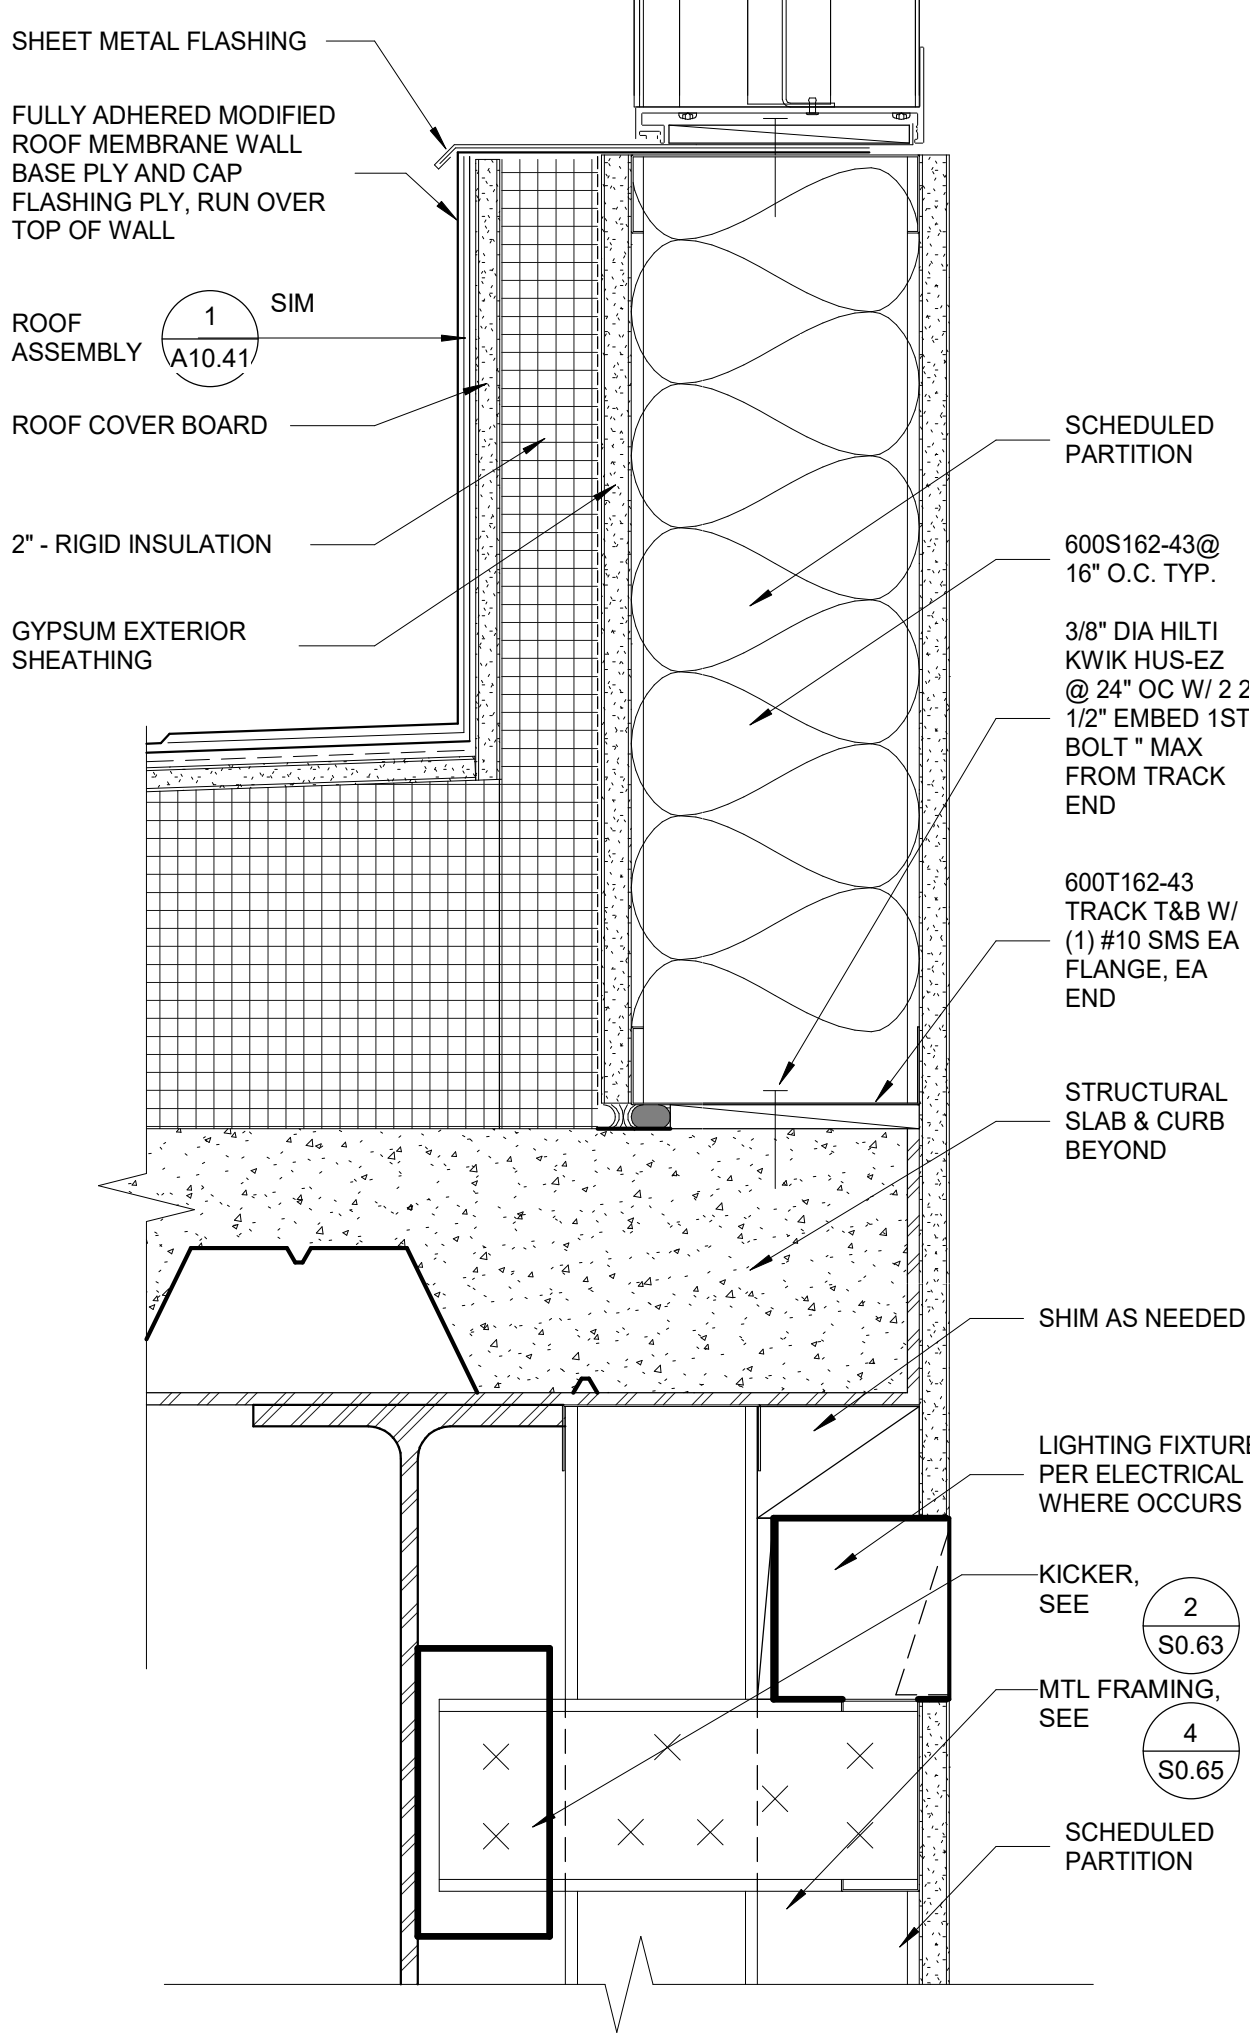 SHEET METAL FLASHING
FULLY ADHERED MODIFIED
ROOF MEMBRANE WALL
BASE PLY AND CAP
FLASHING PLY, RUN OVER
TOP OF WALL
ROOF
ASSEMBLY
1
A10.41
SIM
ROOF COVER BOARD
2" - RIGID INSULATION
GYPSUM EXTERIOR
SHEATHING
SCHEDULED
PARTITION
600S162-43@
16" O.C. TYP.
3/8" DIA HILTI
KWIK HUS-EZ
@ 24" OC W/ 2 2
1/2" EMBED 1ST
BOLT " MAX
FROM TRACK
END
600T162-43
TRACK T&B W/
(1) #10 SMS EA
FLANGE, EA
END
STRUCTURAL
SLAB & CURB
BEYOND
SHIM AS NEEDED
LIGHTING FIXTURE
PER ELECTRICAL
WHERE OCCURS
KICKER,
SEE
2
S0.63
MTL FRAMING,
SEE
4
S0.65
SCHEDULED
PARTITION